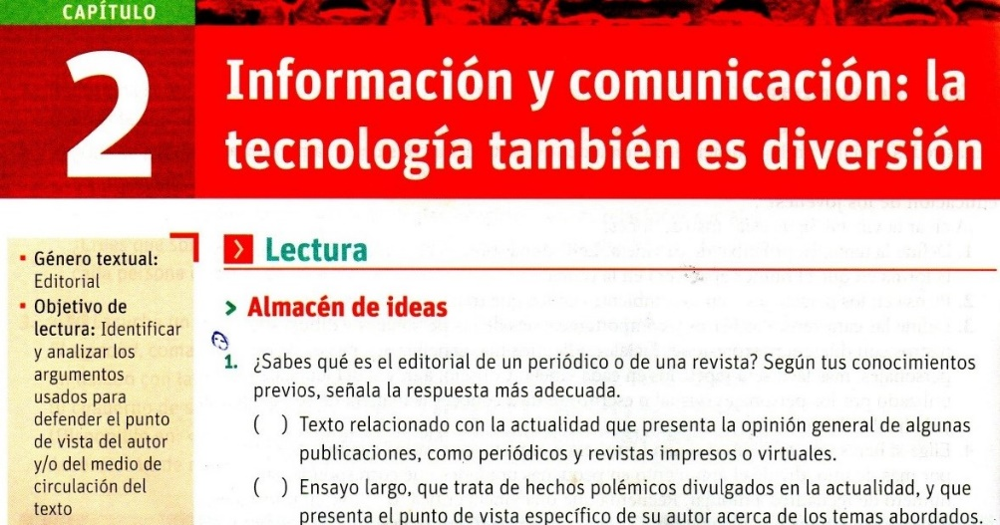 CAPÍTULO
2
Información y comunicación: la
tecnología también es diversión
▪ Género textual:
Editorial
▪ Objetivo de
lectura: Identificar
y analizar los
argumentos
usados para
defender el punto
de vista del autor
y/o del medio de
circulación del
texto
> Lectura
> Almacén de ideas
1. ¿Sabes qué es el editorial de un periódico o de una revista? Según tus conocimientos
previos, señala la respuesta más adecuada.
( ) Texto relacionado con la actualidad que presenta la opinión general de algunas
publicaciones, como periódicos y revistas impresos o virtuales.
( ) Ensayo largo, que trata de hechos polémicos divulgados en la actualidad, y que
presenta el punto de vista específico de su autor acerca de los temas abordados.